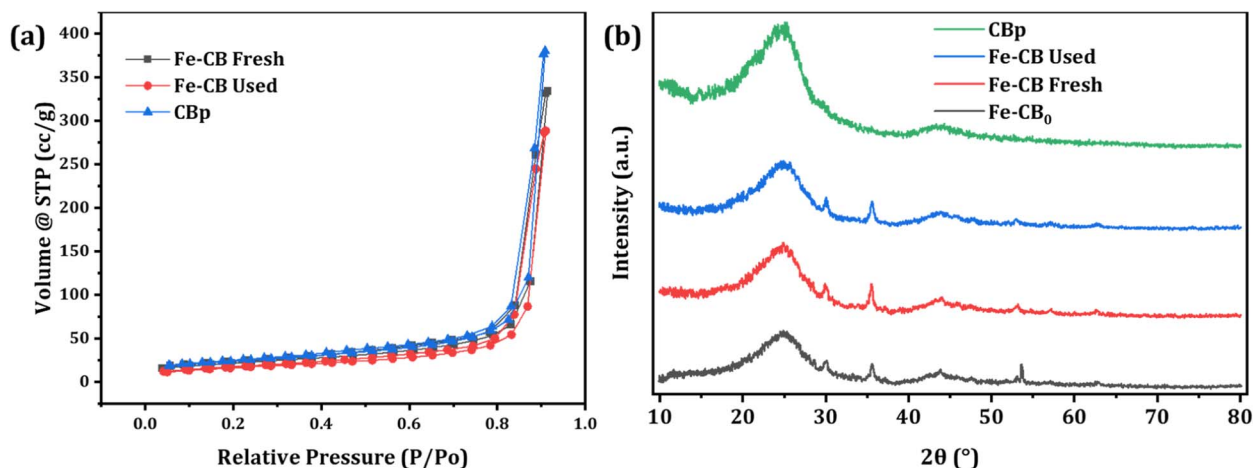 (a)
Volume @ STP (cc/g)
400
350
300
250
200
150
100
50
0
Fe-CB Fresh
Fe-CB Used
CBp
0.0 0.2 0.4 0.6 0.8 1.0
Relative Pressure (P/Po)
(b)
Intensity (a.u.)
CBp
Fe-CB Used
Fe-CB Fresh
Fe-CB₀
10 20 30 40 50 60 70 80
2θ (°)